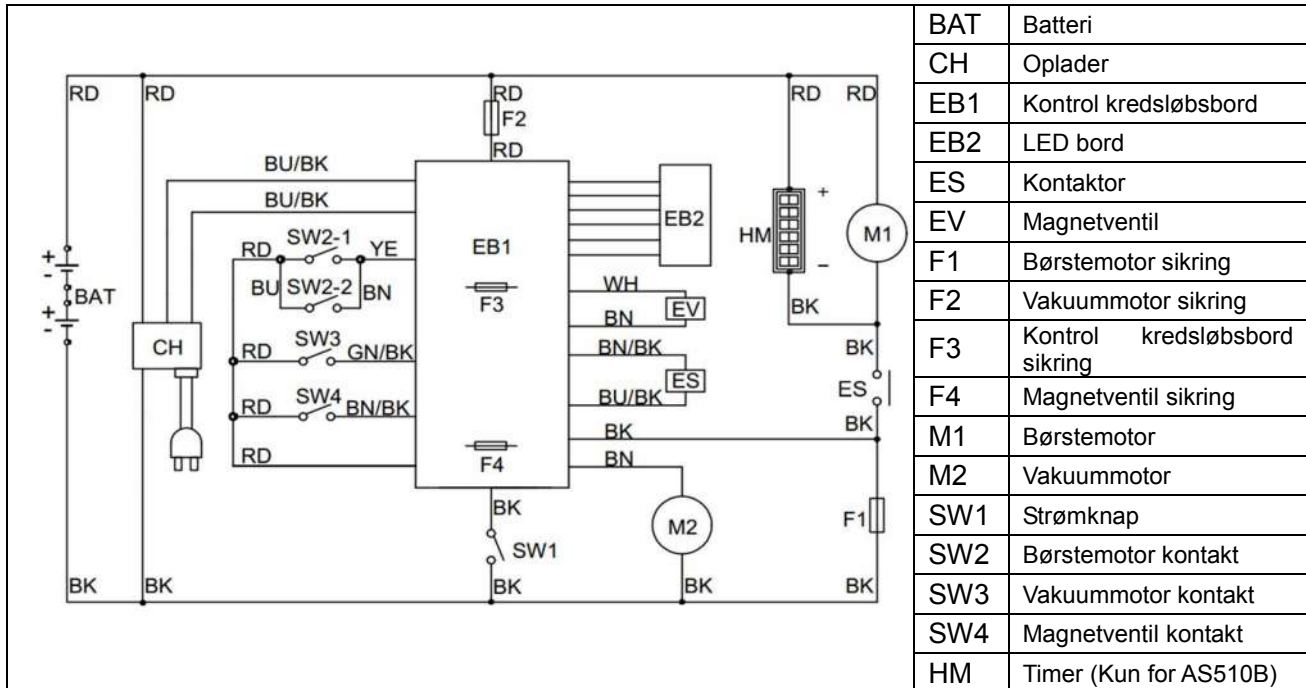 RD
RD
RD
F2
RD
RD
RD
BU/BK
BU/BK
SW2-1
RD
YE
BU
SW2-2
BN
EB1
EB2
HM
+
−
M1
+
-
+
-
BAT
F3
WH
EV
BN
BK
CH
SW3
RD
GN/BK
BN/BK
ES
BU/BK
BK
ES
BK
SW4
RD
BN/BK
RD
F4
BK
BN
BK
SW1
M2
F1
BK
BK
BK
BK
BK
BAT Batteri
CH Oplader
EB1 Kontrol kredsløbsbord
EB2 LED bord
ES Kontaktor
EV Magnetventil
F1 Børstemotor sikring
F2 Vakuummotor sikring
F3 Kontrol kredsløbsbord
sikring
F4 Magnetventil sikring
M1 Børstemotor
M2 Vakuummotor
SW1 Strømknap
SW2 Børstemotor kontakt
SW3 Vakuummotor kontakt
SW4 Magnetventil kontakt
HM Timer (Kun for AS510B)